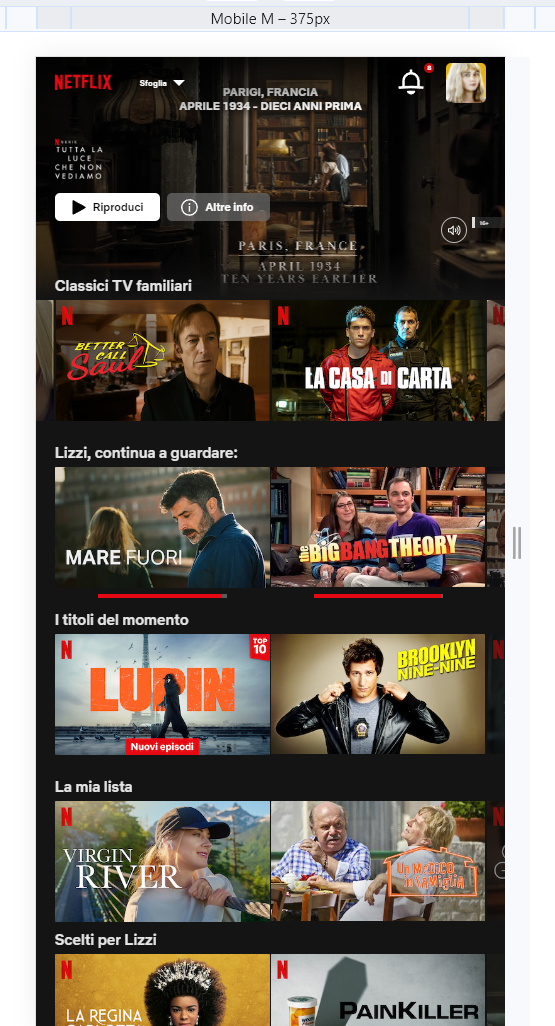 Mobile M – 375px
NETFLIX
Sfoglia
8
PARIGI, FRANCIA
APRILE 1934 - DIECI ANNI PRIMA
N SERIE
TUTTA LA
LUCE
CHE NON
VEDIAMO
Riproduci
Altre info
16+
PARIS, FRANCE
APRIL 1934
TEN YEARS EARLIER
Classici TV familiari
N
BETTER
CALL
Saul
N
LA CASA DI CARTA
N
Lizzi, continua a guardare:
MARE FUORI
the BIG BANG THEORY
I titoli del momento
N
TOP
10
LUPIN
Nuovi episodi
BROOKLYN
NINE-NINE
N
La mia lista
N
VIRGIN
RIVER
UN MEDICO
IN FAMIGLIA
N
Scelti per Lizzi
N
LA REGINA
N
PAINKILLER